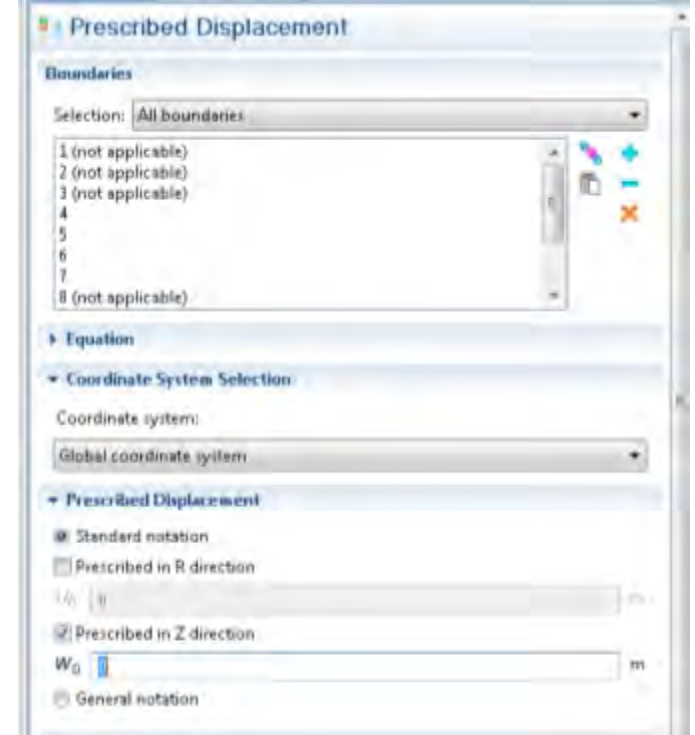 Prescribed Displacement
Boundaries
Selection: All boundaries
1 (not applicable)
2 (not applicable)
3 (not applicable)
4
5
6
7
8 (not applicable)
Equation
Coordinate System Selection
Coordinate system:
Global coordinate system
Prescribed Displacement
Standard notation
Prescribed in R direction
0 m
Prescribed in Z direction
W0 0 m
General notation